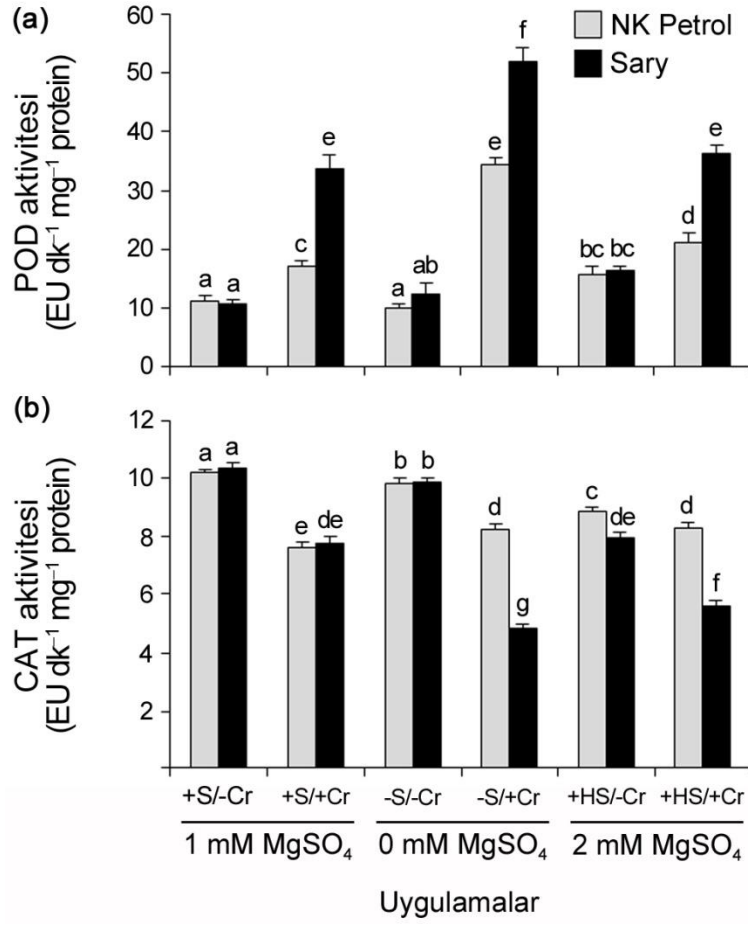 (a)
NK Petrol
Sary
POD aktivitesi
(EU dk⁻¹ mg⁻¹ protein)
60
50
40
30
20
10
0
a a c e a ab e f bc bc d e
(b)
CAT aktivitesi
(EU dk⁻¹ mg⁻¹ protein)
12
10
8
6
4
2
a a e de b b d g c de d f
+S/-Cr +S/+Cr -S/-Cr -S/+Cr +HS/-Cr +HS/+Cr
1 mM MgSO₄ 0 mM MgSO₄ 2 mM MgSO₄
Uygulamalar